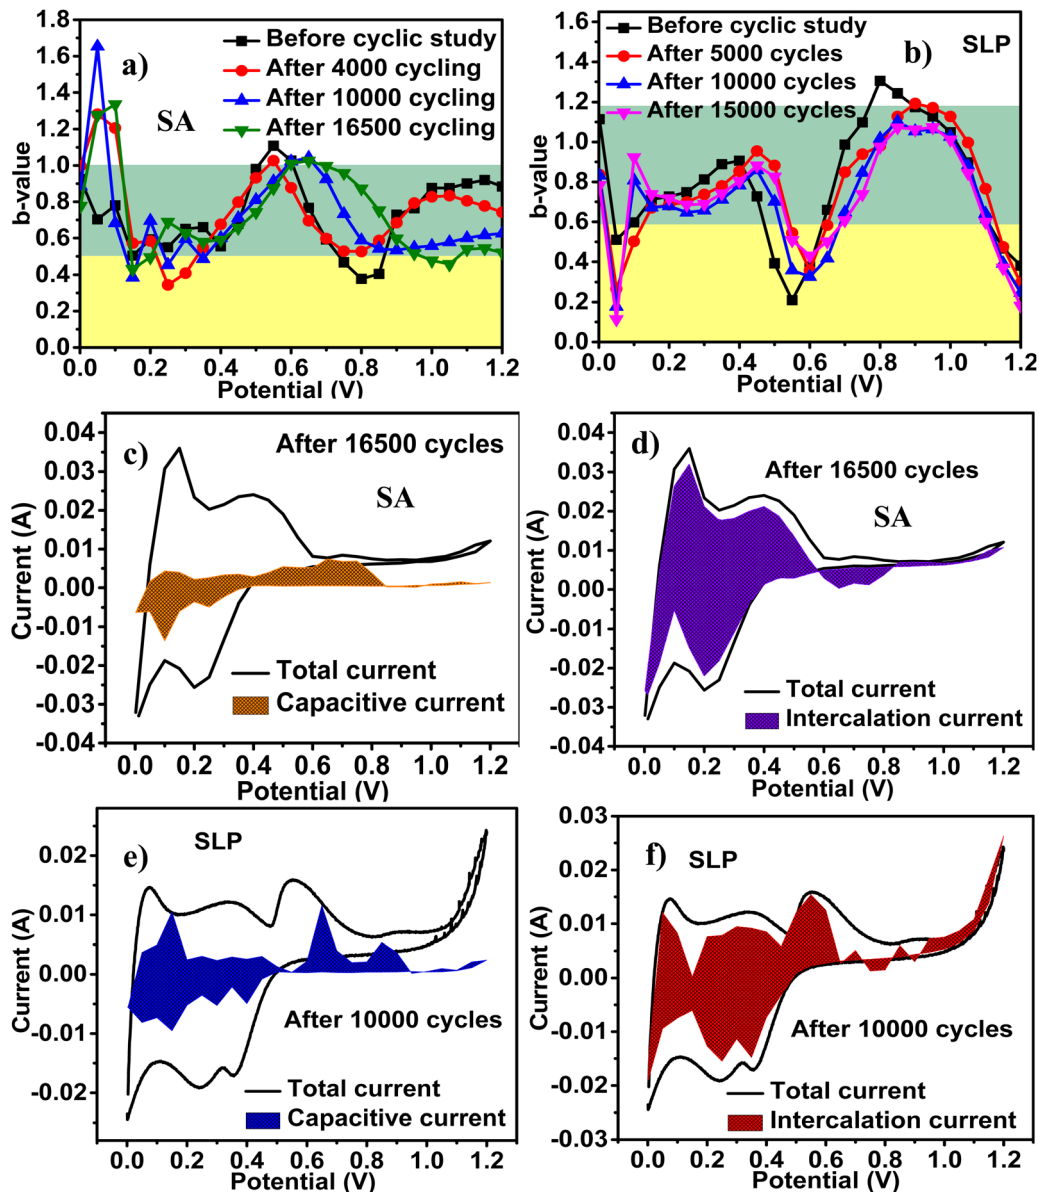 a)
SA
Before cyclic study
After 4000 cycling
After 10000 cycling
After 16500 cycling
b-value
1.8
1.6
1.4
1.2
1.0
0.8
0.6
0.4
0.2
0.0
0.0 0.2 0.4 0.6 0.8 1.0 1.2
Potential (V)
b)
SLP
Before cyclic study
After 5000 cycles
After 10000 cycles
After 15000 cycles
b-value
1.6
1.4
1.2
1.0
0.8
0.6
0.4
0.2
0.0
0.0 0.2 0.4 0.6 0.8 1.0 1.2
Potential (V)
c)
After 16500 cycles
SA
Total current
Capacitive current
Current (A)
0.04
0.03
0.02
0.01
0.00
-0.01
-0.02
-0.03
-0.04
0.0 0.2 0.4 0.6 0.8 1.0 1.2
Potential (V)
d)
After 16500 cycles
SA
Total current
Intercalation current
Current (A)
0.04
0.03
0.02
0.01
0.00
-0.01
-0.02
-0.03
-0.04
0.0 0.2 0.4 0.6 0.8 1.0 1.2
Potential (V)
e)
SLP
After 10000 cycles
Total current
Capacitive current
Current (A)
0.02
0.01
0.00
-0.01
-0.02
0.0 0.2 0.4 0.6 0.8 1.0 1.2
Potential (V)
f)
SLP
After 10000 cycles
Total current
Intercalation current
Current (A)
0.03
0.02
0.01
0.00
-0.01
-0.02
-0.03
0.0 0.2 0.4 0.6 0.8 1.0 1.2
Potential (V)